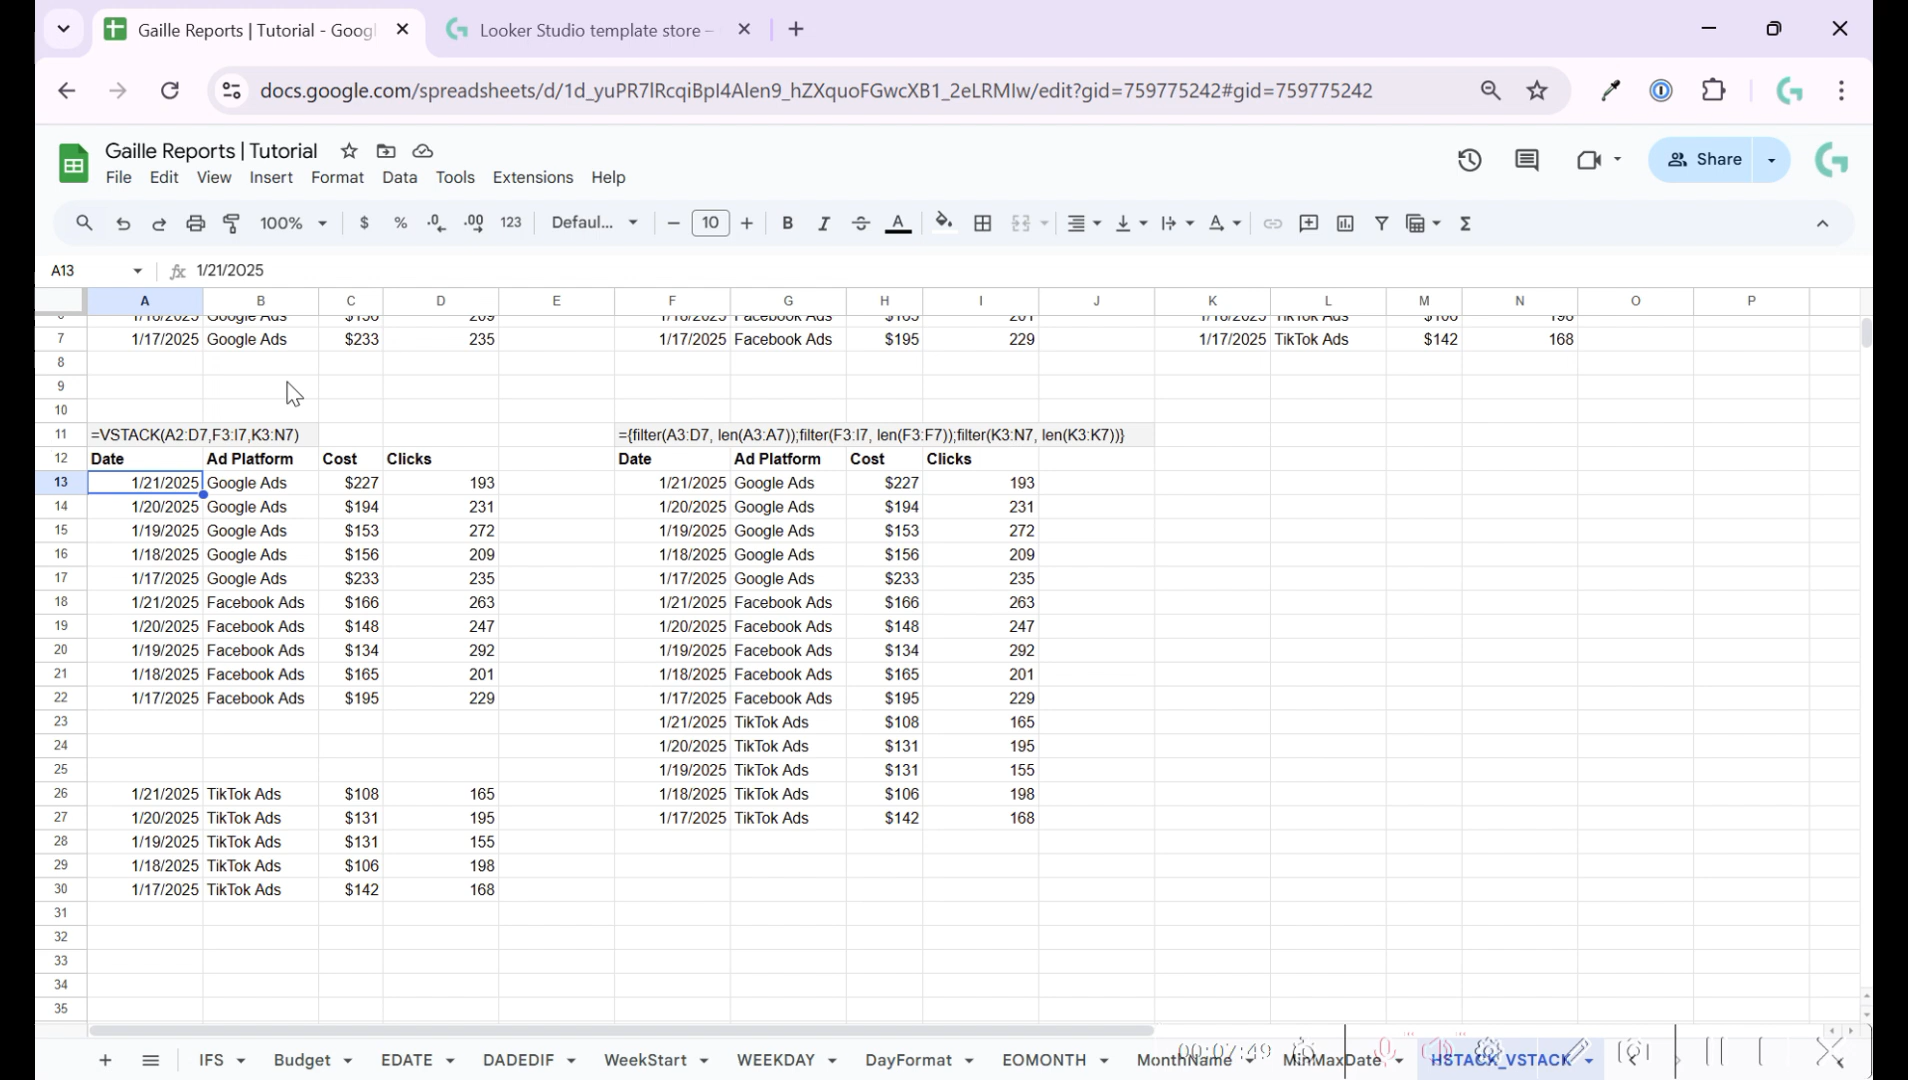 Gaille Reports | Tutorial - Goog
Looker Studio template store –
docs.google.com/spreadsheets/d/1d_yuPR7lRcqiBpI4Alen9_hZXquoFGwcXB1_2eLRMIw/edit?gid=759775242#gid=759775242
Gaille Reports | Tutorial
File Edit View Insert Format Data Tools Extensions Help
Share
100% $ % .0 .00 123 Defaul... 10 B I S A
A13 fx 1/21/2025
A B C D E F G H I J K L M N O P
7 1/17/2025 Google Ads $233 235 1/17/2025 Facebook Ads $195 229 1/17/2025 TikTok Ads $142 168
8
9
10
11 =VSTACK(A2:D7,F3:I7,K3:N7) ={filter(A3:D7, len(A3:A7));filter(F3:I7, len(F3:F7));filter(K3:N7, len(K3:K7))}
12 Date Ad Platform Cost Clicks Date Ad Platform Cost Clicks
13 1/21/2025 Google Ads $227 193 1/21/2025 Google Ads $227 193
14 1/20/2025 Google Ads $194 231 1/20/2025 Google Ads $194 231
15 1/19/2025 Google Ads $153 272 1/19/2025 Google Ads $153 272
16 1/18/2025 Google Ads $156 209 1/18/2025 Google Ads $156 209
17 1/17/2025 Google Ads $233 235 1/17/2025 Google Ads $233 235
18 1/21/2025 Facebook Ads $166 263 1/21/2025 Facebook Ads $166 263
19 1/20/2025 Facebook Ads $148 247 1/20/2025 Facebook Ads $148 247
20 1/19/2025 Facebook Ads $134 292 1/19/2025 Facebook Ads $134 292
21 1/18/2025 Facebook Ads $165 201 1/18/2025 Facebook Ads $165 201
22 1/17/2025 Facebook Ads $195 229 1/17/2025 Facebook Ads $195 229
23 1/21/2025 TikTok Ads $108 165
24 1/20/2025 TikTok Ads $131 195
25 1/19/2025 TikTok Ads $131 155
26 1/21/2025 TikTok Ads $108 165 1/18/2025 TikTok Ads $106 198
27 1/20/2025 TikTok Ads $131 195 1/17/2025 TikTok Ads $142 168
28 1/19/2025 TikTok Ads $131 155
29 1/18/2025 TikTok Ads $106 198
30 1/17/2025 TikTok Ads $142 168
31
32
33
34
35
IFS Budget EDATE DADEDIF WeekStart WEEKDAY DayFormat EOMONTH MonthName MinMaxDate HSTACK_VSTACK
00:07:49